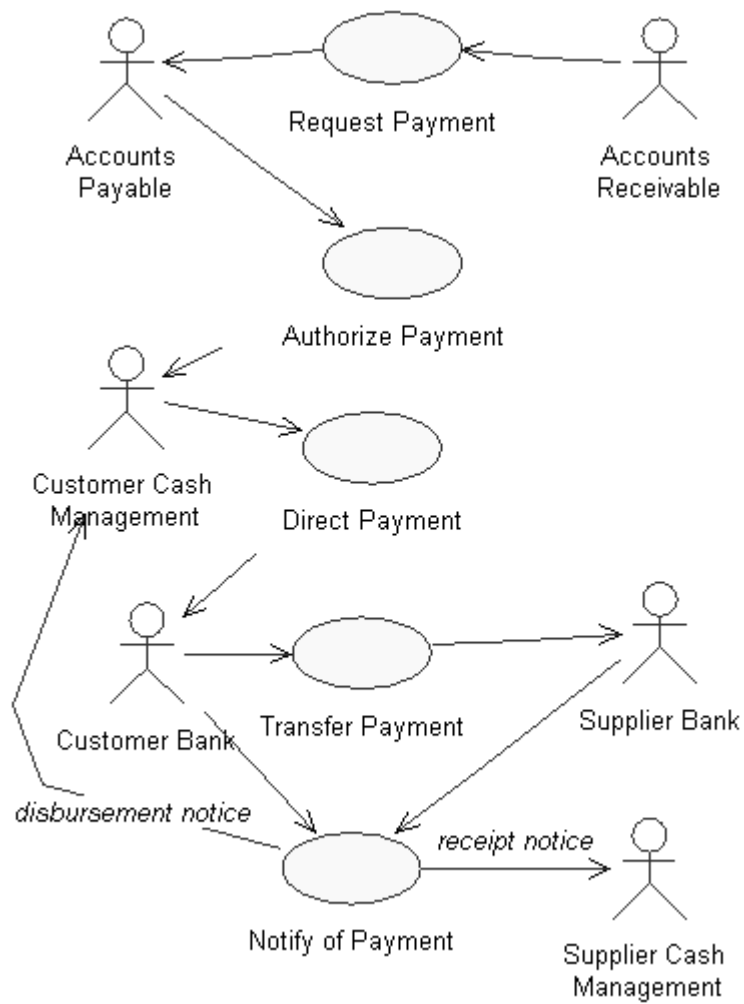 Request Payment
Accounts
Payable
Accounts
Receivable
Authorize Payment
Customer Cash
Management
Direct Payment
Customer Bank
Transfer Payment
Supplier Bank
disbursement notice
receipt notice
Notify of Payment
Supplier Cash
Management